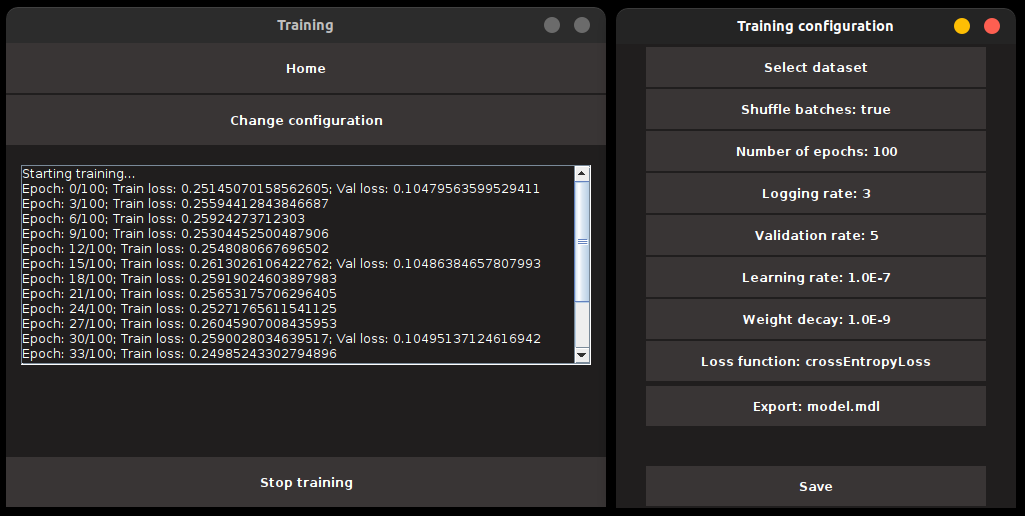 Training
Home
Change configuration
Starting training...
Epoch: 0/100; Train loss: 0.25145070158562605; Val loss: 0.10479563599529411
Epoch: 3/100; Train loss: 0.25594412843846687
Epoch: 6/100; Train loss: 0.25924273712303
Epoch: 9/100; Train loss: 0.25304452500487906
Epoch: 12/100; Train loss: 0.2548080667696502
Epoch: 15/100; Train loss: 0.2613026106422762; Val loss: 0.10486384657807993
Epoch: 18/100; Train loss: 0.25919024603897983
Epoch: 21/100; Train loss: 0.25653175706296405
Epoch: 24/100; Train loss: 0.25271765611541125
Epoch: 27/100; Train loss: 0.26045907008435953
Epoch: 30/100; Train loss: 0.2590028034639517; Val loss: 0.10495137124616942
Epoch: 33/100; Train loss: 0.24985243302794896
Stop training
Training configuration
Select dataset
Shuffle batches: true
Number of epochs: 100
Logging rate: 3
Validation rate: 5
Learning rate: 1.0E-7
Weight decay: 1.0E-9
Loss function: crossEntropyLoss
Export: model.mdl
Save